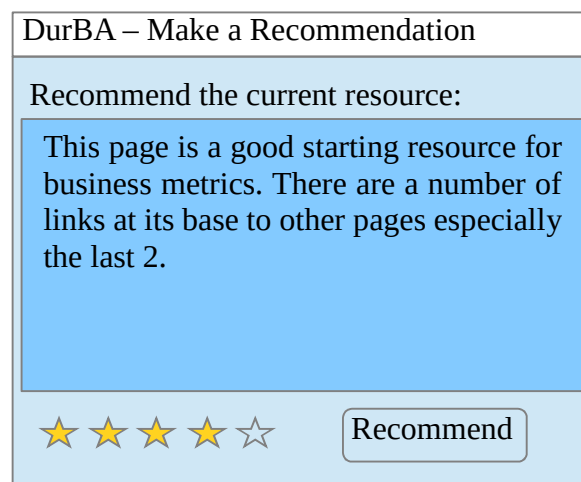 DurBA – Make a Recommendation
Recommend the current resource:
This page is a good starting resource for
business metrics. There are a number of
links at its base to other pages especially
the last 2.
Recommend